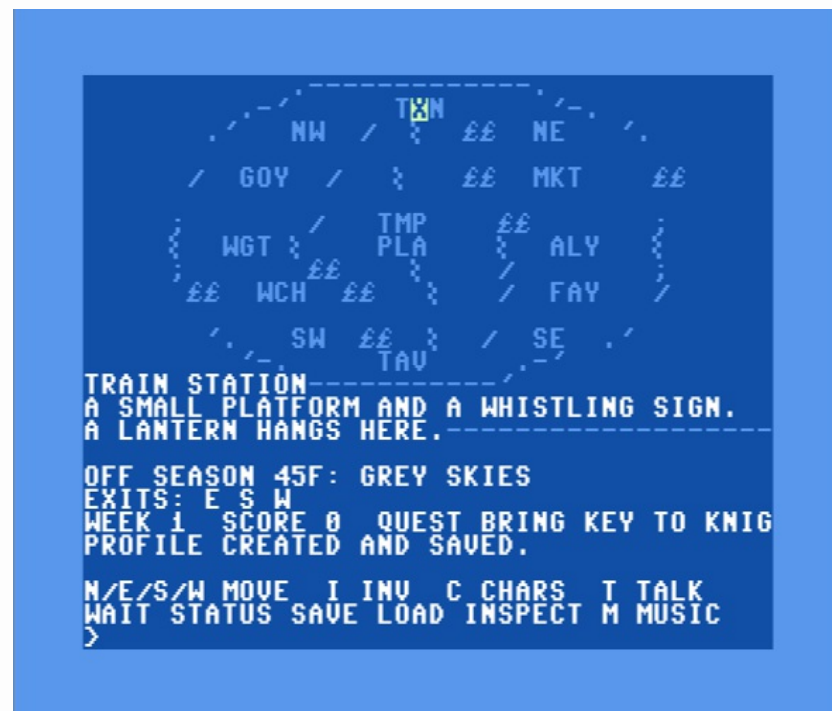 TXN
NW / ££ NE
/ GOY / ££ MKT ££
/ TMP ££
WGT PLA ALY
££ /
££ WCH ££ / FAY /
SW ££ / SE
TAV
TRAIN STATION
A SMALL PLATFORM AND A WHISTLING SIGN.
A LANTERN HANGS HERE.
OFF SEASON 45F: GREY SKIES
EXITS: E S W
WEEK 1 SCORE 0 QUEST BRING KEY TO KNIG
PROFILE CREATED AND SAVED.
N/E/S/W MOVE I INV C CHARS T TALK
WAIT STATUS SAVE LOAD INSPECT M MUSIC
>